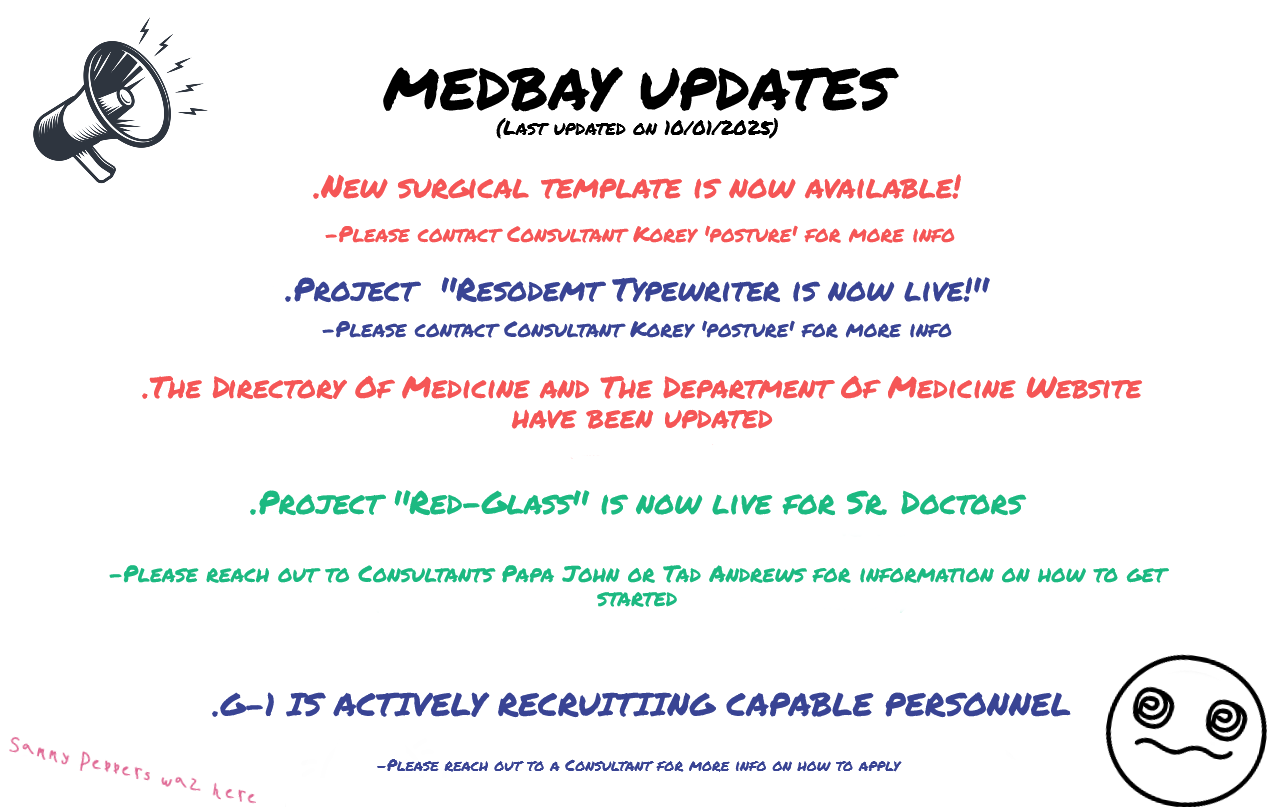 MEDBAY UPDATES
(Last updated on 10/01/2025)
.New surgical template is now available!
-Please contact Consultant Korey 'posture' for more info
.Project "Resodemt Typewriter is now live!"
-Please contact Consultant Korey 'posture' for more info
.The Directory Of Medicine and The Department Of Medicine Website
have been updated
.Project "Red-Glass" is now live for Sr. Doctors
-Please reach out to Consultants Papa John or Tad Andrews for information on how to get
started
.G-1 IS ACTIVELY RECRUITIING CAPABLE PERSONNEL
-Please reach out to a Consultant for more info on how to apply
Sammy Peppers waz here